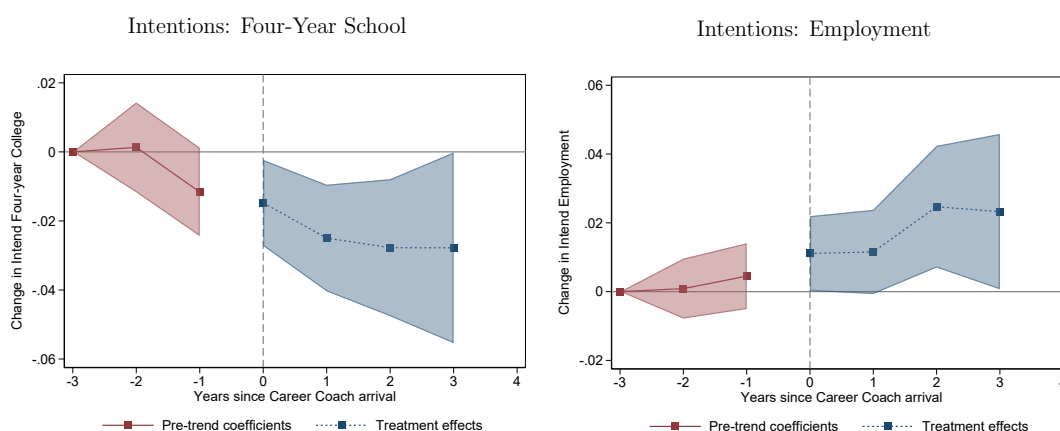 Intentions: Four-Year School
Change in Intend Four-year College
.02
0
-.02
-.04
-.06
-3 -2 -1 0 1 2 3 4
Years since Career Coach arrival
Pre-trend coefficients Treatment effects
Intentions: Employment
Change in Intend Employment
.06
.04
.02
0
-.02
-3 -2 -1 0 1 2 3
Years since Career Coach arrival
Pre-trend coefficients Treatment effects